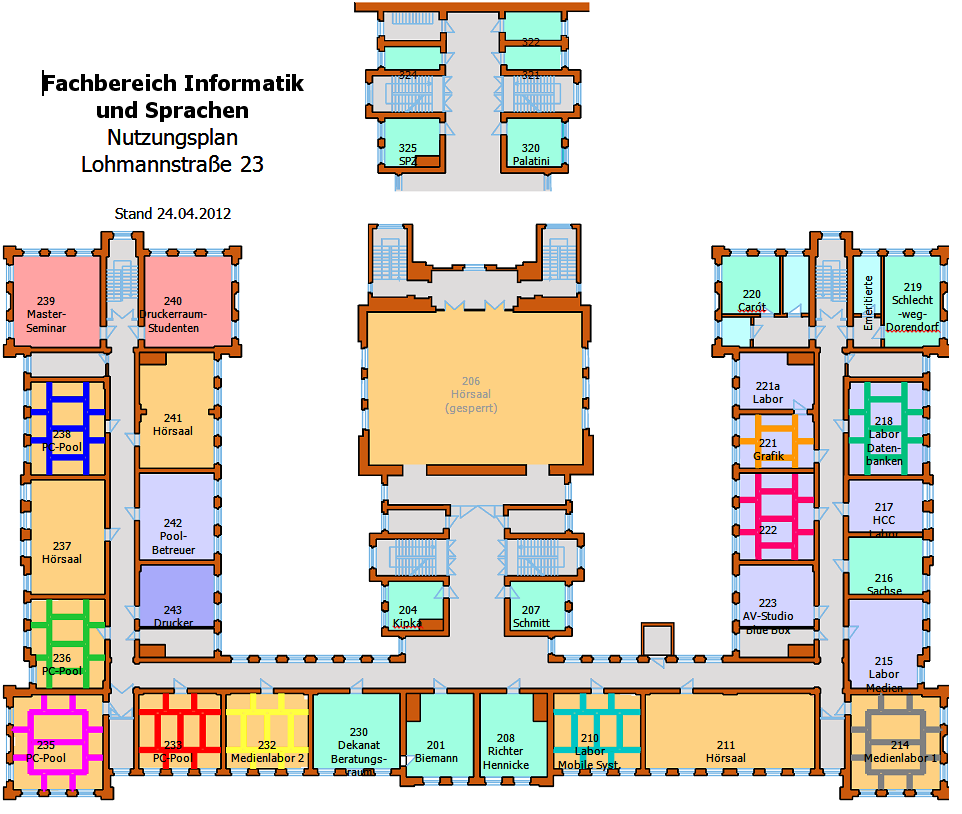 Fachbereich Informatik
und Sprachen
Nutzungsplan
Lohmannstraße 23
Stand 24.04.2012
322
324
321
325
SPZ
320
Palatini
239
Master-
Seminar
240
Druckerraum-
Studenten
220
Carót
Emeritierte
219
Schlecht
-weg-
Dorendorf
206
Hörsaal
(gesperrt)
238
PC-Pool
241
Hörsaal
221a
Labor
221
Grafik
218
Labor
Daten-
banken
237
Hörsaal
242
Pool-
Betreuer
222
217
HCC
Labor
243
Drucker
204
Kipka
207
Schmitt
223
AV-Studio
Blue Box
216
Sachse
236
PC-Pool
215
Labor
Medien
235
PC-Pool
233
PC-Pool
232
Medienlabor 2
230
Dekanat
Beratungs-
raum
201
Biemann
208
Richter
Hennicke
210
Labor
Mobile Syst.
211
Hörsaal
214
Medienlabor 1